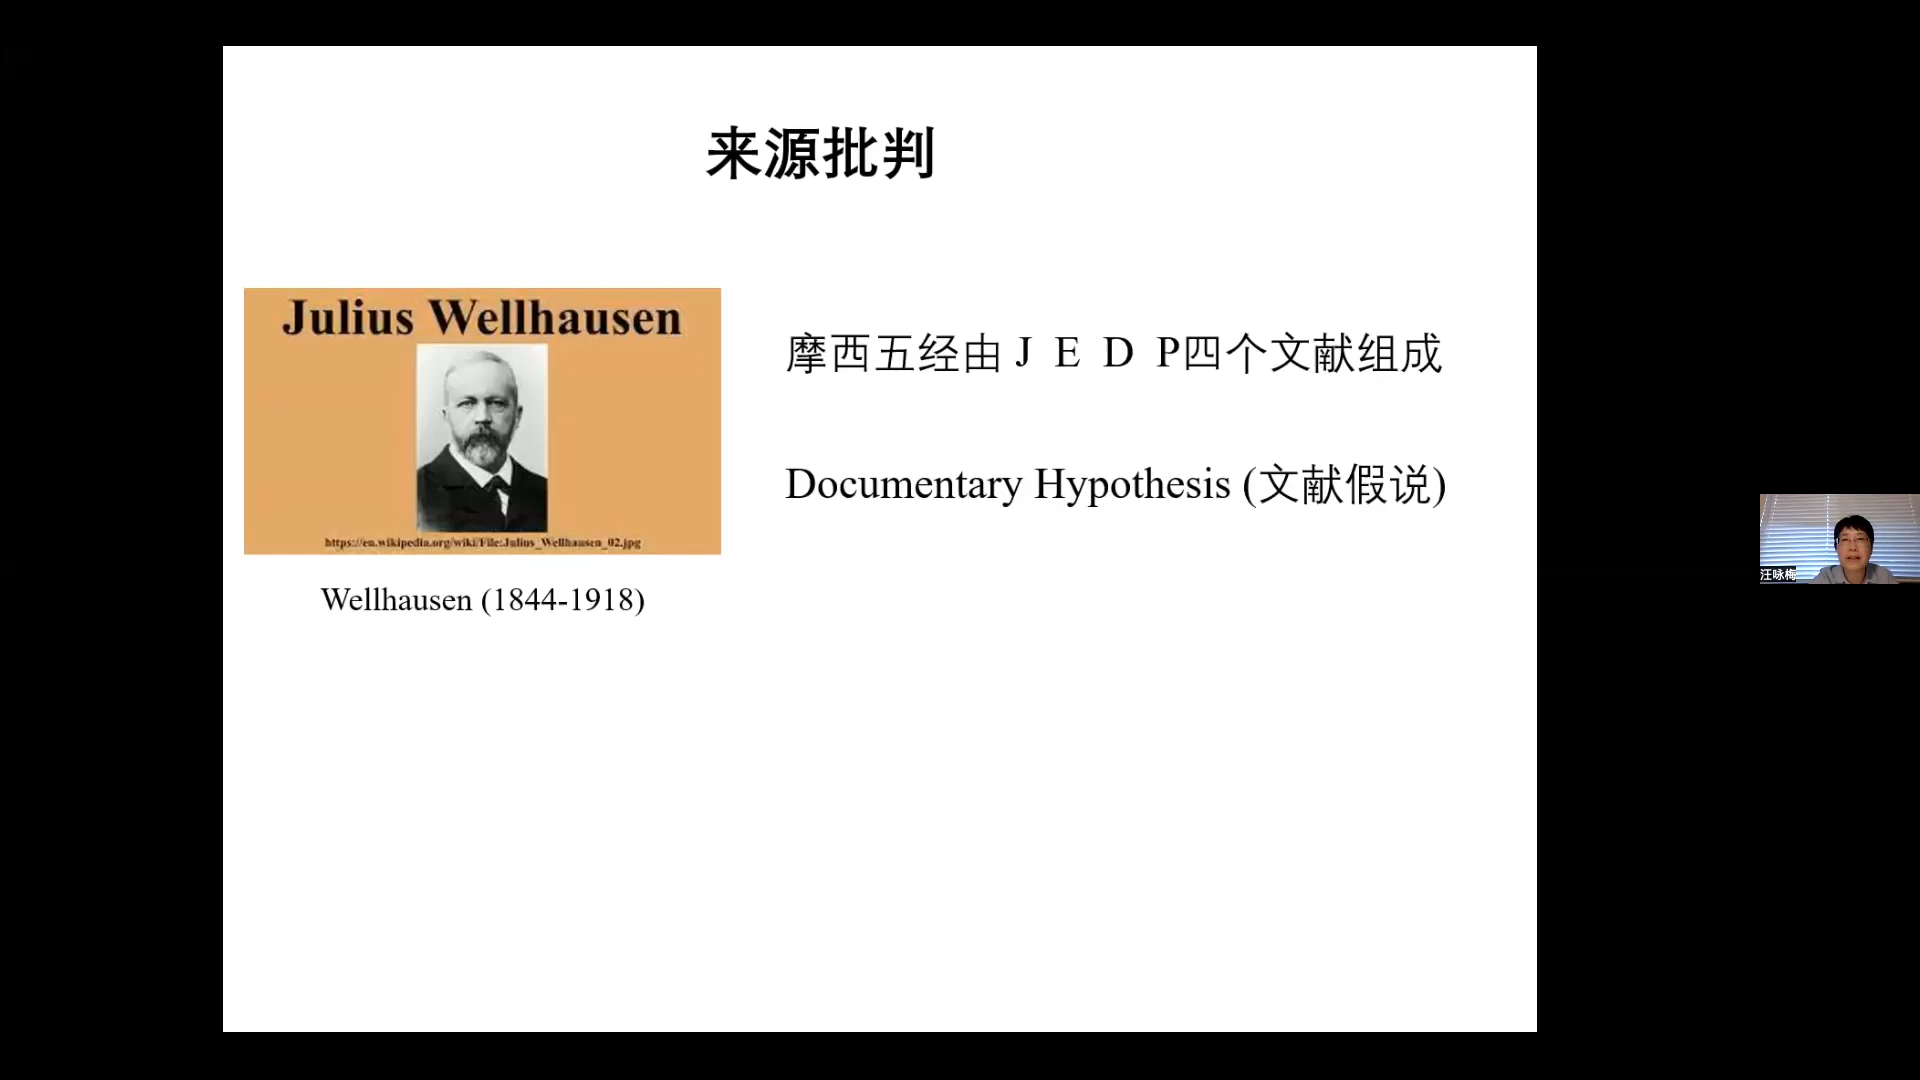 来源批判
Julius Wellhausen
https://en.wikipedia.org/wiki/File:Julius_Wellhausen_02.jpg
Wellhausen (1844-1918)
摩西五经由 J E D P四个文献组成
Documentary Hypothesis (文献假说)
汪咏梅